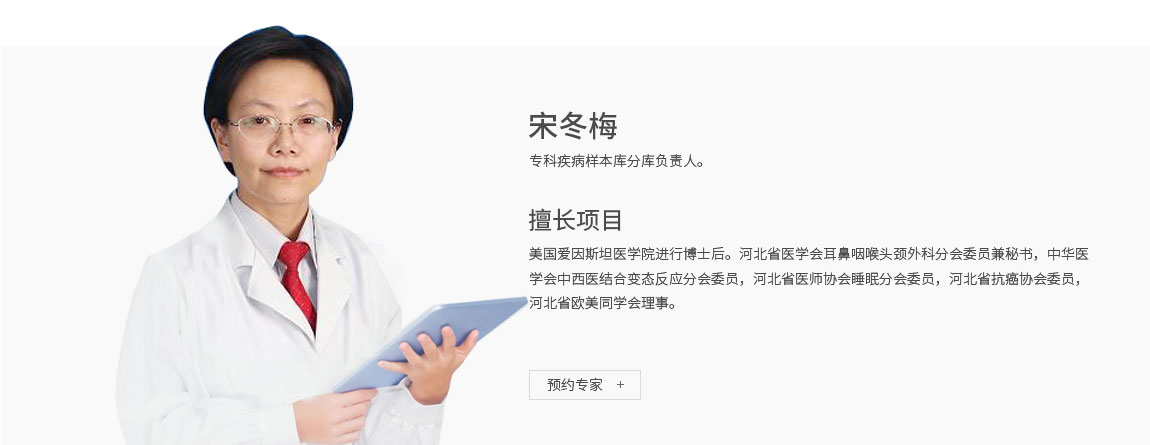 宋冬梅
专科疾病样本库分库负责人。
擅长项目
美国爱因斯坦医学院进行博士后。河北省医学会耳鼻咽喉头颈外科分会委员兼秘书，中华医
学会中西医结合变态反应分会委员，河北省医师协会睡眠分会委员，河北省抗癌协会委员，
河北省欧美同学会理事。
预约专家 +